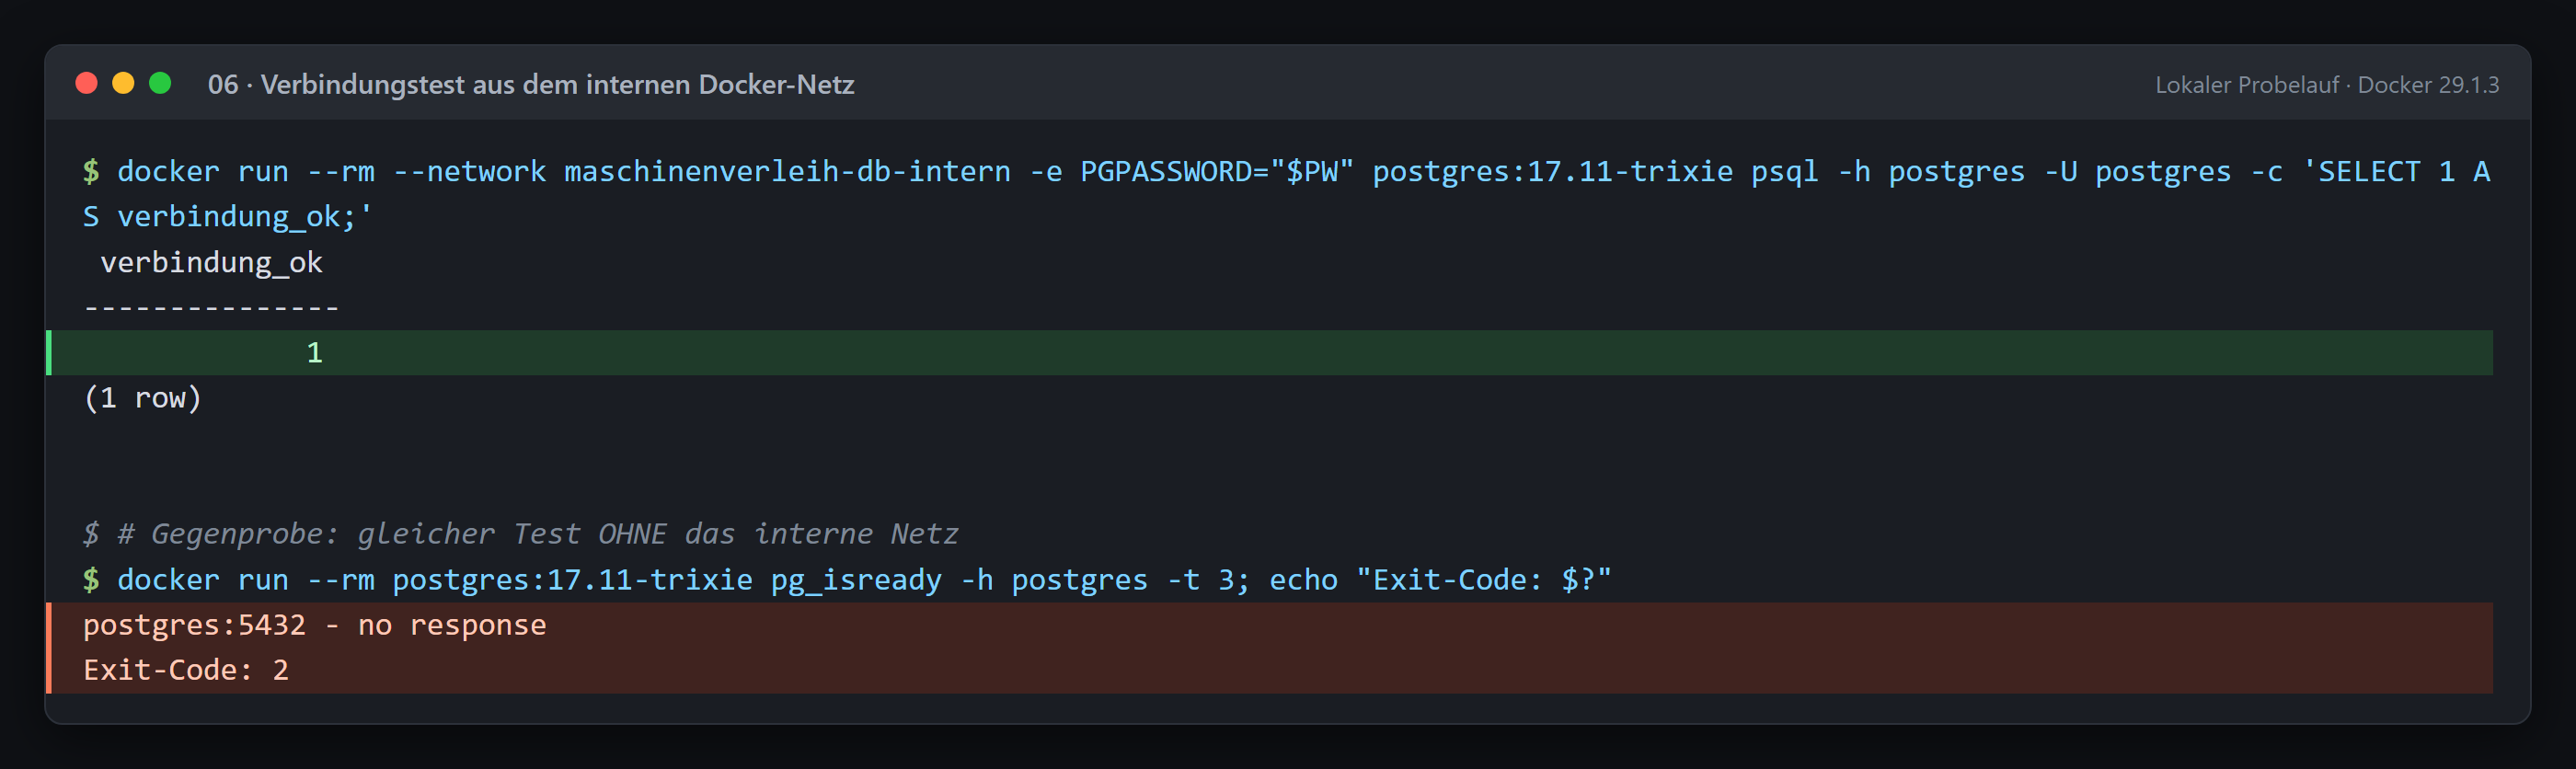 06 · Verbindungstest aus dem internen Docker-Netz
Lokaler Probelauf · Docker 29.1.3
$ docker run --rm --network maschinenverleih-db-intern -e PGPASSWORD="$PW" postgres:17.11-trixie psql -h postgres -U postgres -c 'SELECT 1 A
S verbindung_ok;'
 verbindung_ok
---------------
             1
(1 row)
$ # Gegenprobe: gleicher Test OHNE das interne Netz
$ docker run --rm postgres:17.11-trixie pg_isready -h postgres -t 3; echo "Exit-Code: $?"
postgres:5432 - no response
Exit-Code: 2